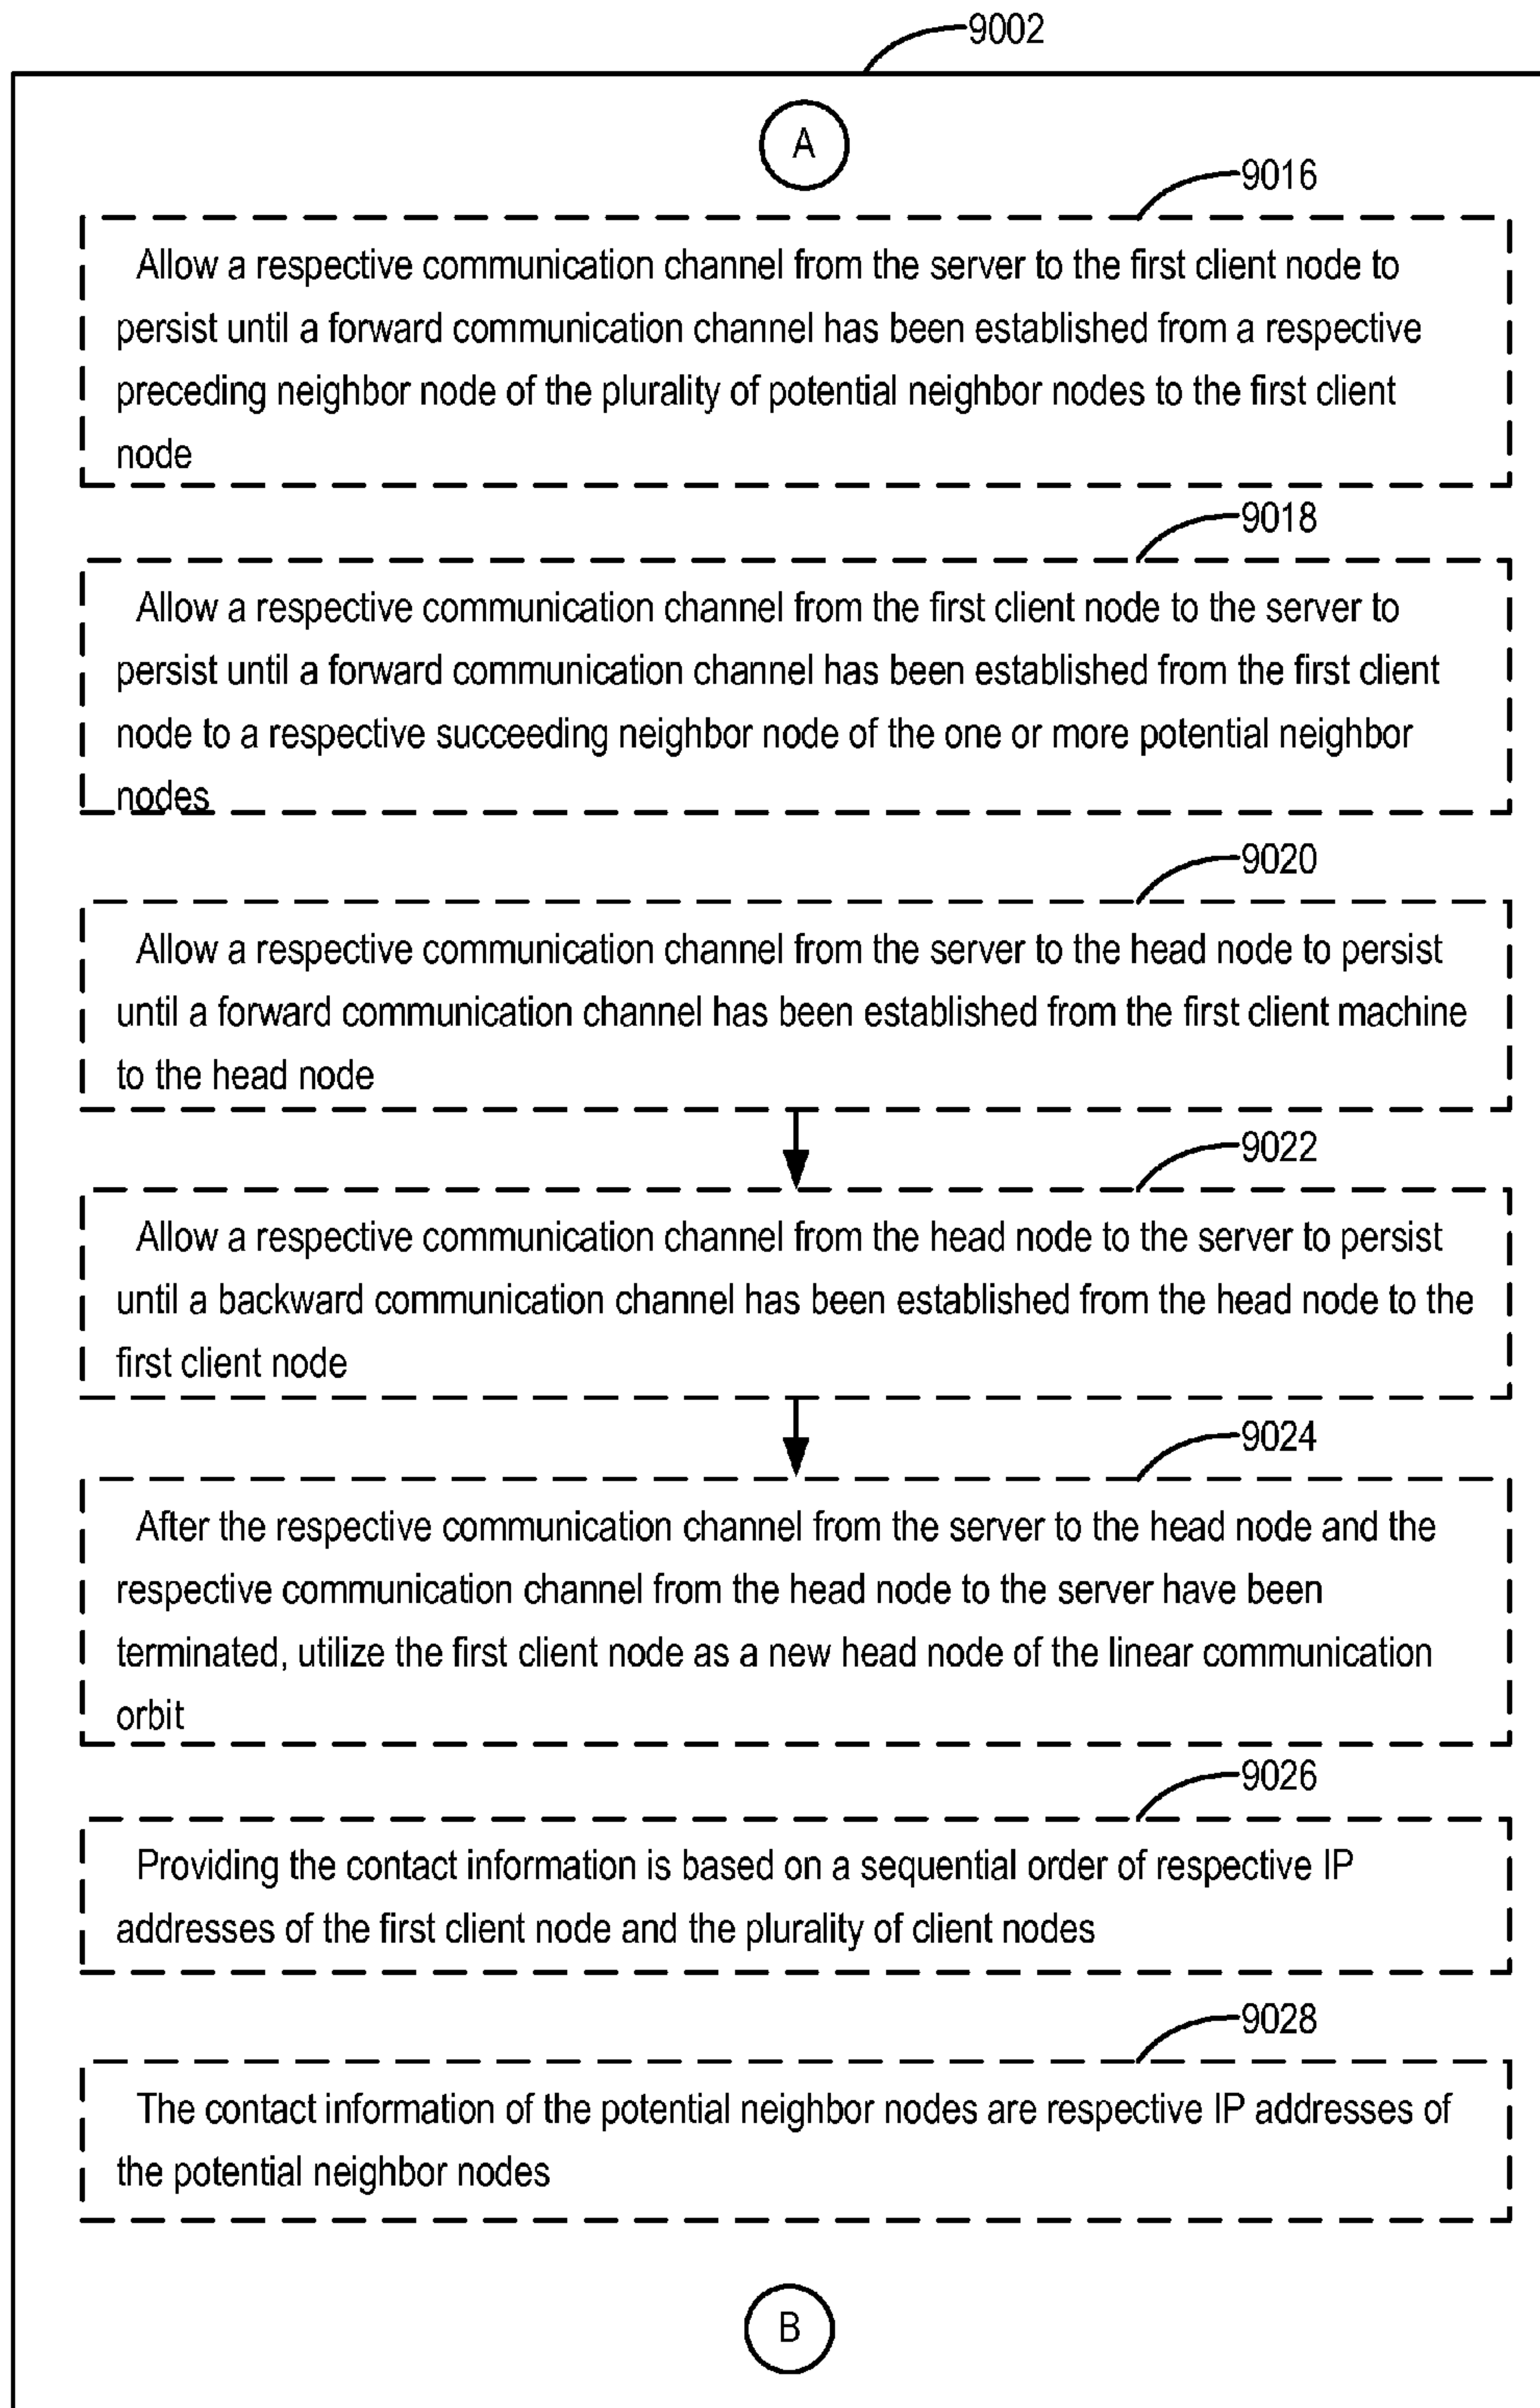 9002
A
9016
Allow a respective communication channel from the server to the first client node to
persist until a forward communication channel has been established from a respective
preceding neighbor node of the plurality of potential neighbor nodes to the first client
node
9018
Allow a respective communication channel from the first client node to the server to
persist until a forward communication channel has been established from the first client
node to a respective succeeding neighbor node of the one or more potential neighbor
nodes
9020
Allow a respective communication channel from the server to the head node to persist
until a forward communication channel has been established from the first client machine
to the head node
9022
Allow a respective communication channel from the head node to the server to persist
until a backward communication channel has been established from the head node to the
first client node
9024
After the respective communication channel from the server to the head node and the
respective communication channel from the head node to the server have been
terminated, utilize the first client node as a new head node of the linear communication
orbit
9026
Providing the contact information is based on a sequential order of respective IP
addresses of the first client node and the plurality of client nodes
9028
The contact information of the potential neighbor nodes are respective IP addresses of
the potential neighbor nodes
B